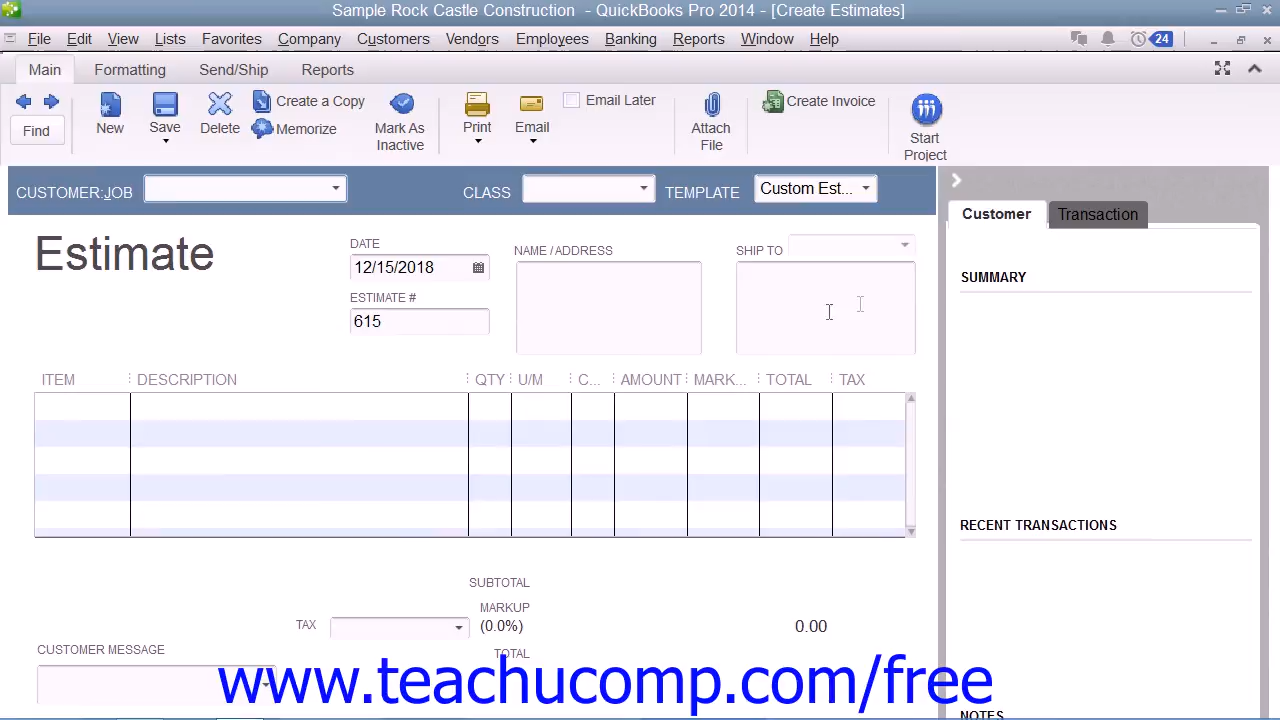 Sample Rock Castle Construction - QuickBooks Pro 2014 - [Create Estimates]
File Edit View Lists Favorites Company Customers Vendors Employees Banking Reports Window Help 24
Main Formatting Send/Ship Reports
Find New Save Delete Create a Copy Memorize Mark As Inactive Print Email Email Later Attach File Create Invoice Start Project
CUSTOMER:JOB CLASS TEMPLATE Custom Est...
Customer Transaction
Estimate
DATE
12/15/2018
ESTIMATE #
615
NAME / ADDRESS
SHIP TO
SUMMARY
ITEM DESCRIPTION QTY U/M C... AMOUNT MARK... TOTAL TAX
RECENT TRANSACTIONS
SUBTOTAL
MARKUP
TAX (0.0%) 0.00
CUSTOMER MESSAGE
TOTAL
www.teachucomp.com/free
NOTES